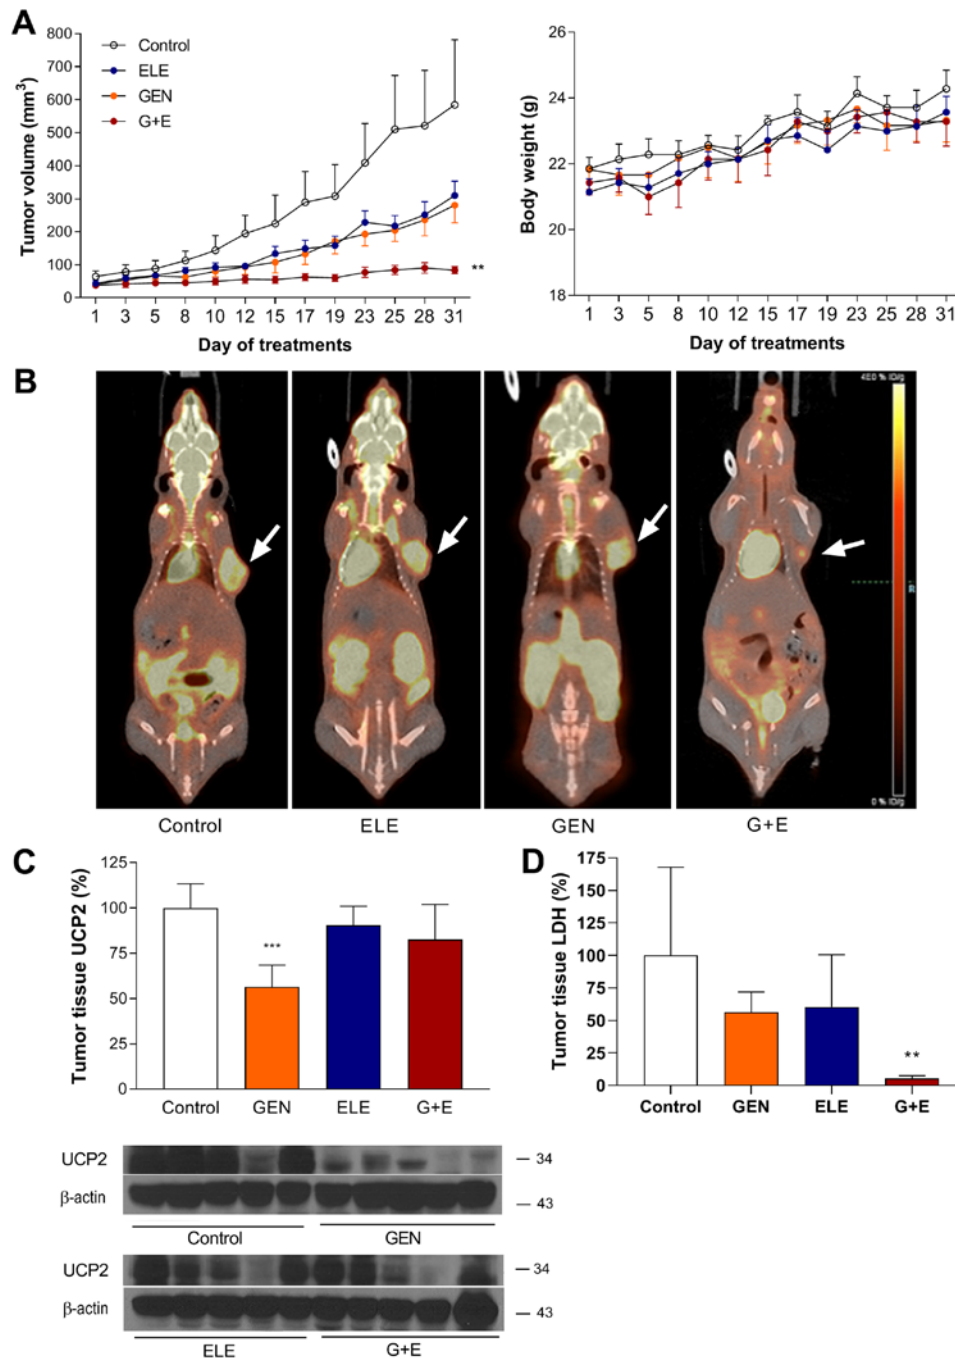 A
Tumor volume (mm³)
800
700
600
500
400
300
200
100
0
Control
ELE
GEN
G+E
**
1 3 5 8 10 12 15 17 19 23 25 28 31
Day of treatments
Body weight (g)
26
24
22
20
18
1 3 5 8 10 12 15 17 19 23 25 28 31
Day of treatments
B
0 % ID/g
Control ELE GEN G+E
C
Tumor tissue UCP2 (%)
125
100
75
50
25
0
***
Control GEN ELE G+E
D
Tumor tissue LDH (%)
175
150
125
100
75
50
25
0
**
Control GEN ELE G+E
UCP2 – 34
β-actin – 43
Control GEN
UCP2 – 34
β-actin – 43
ELE G+E